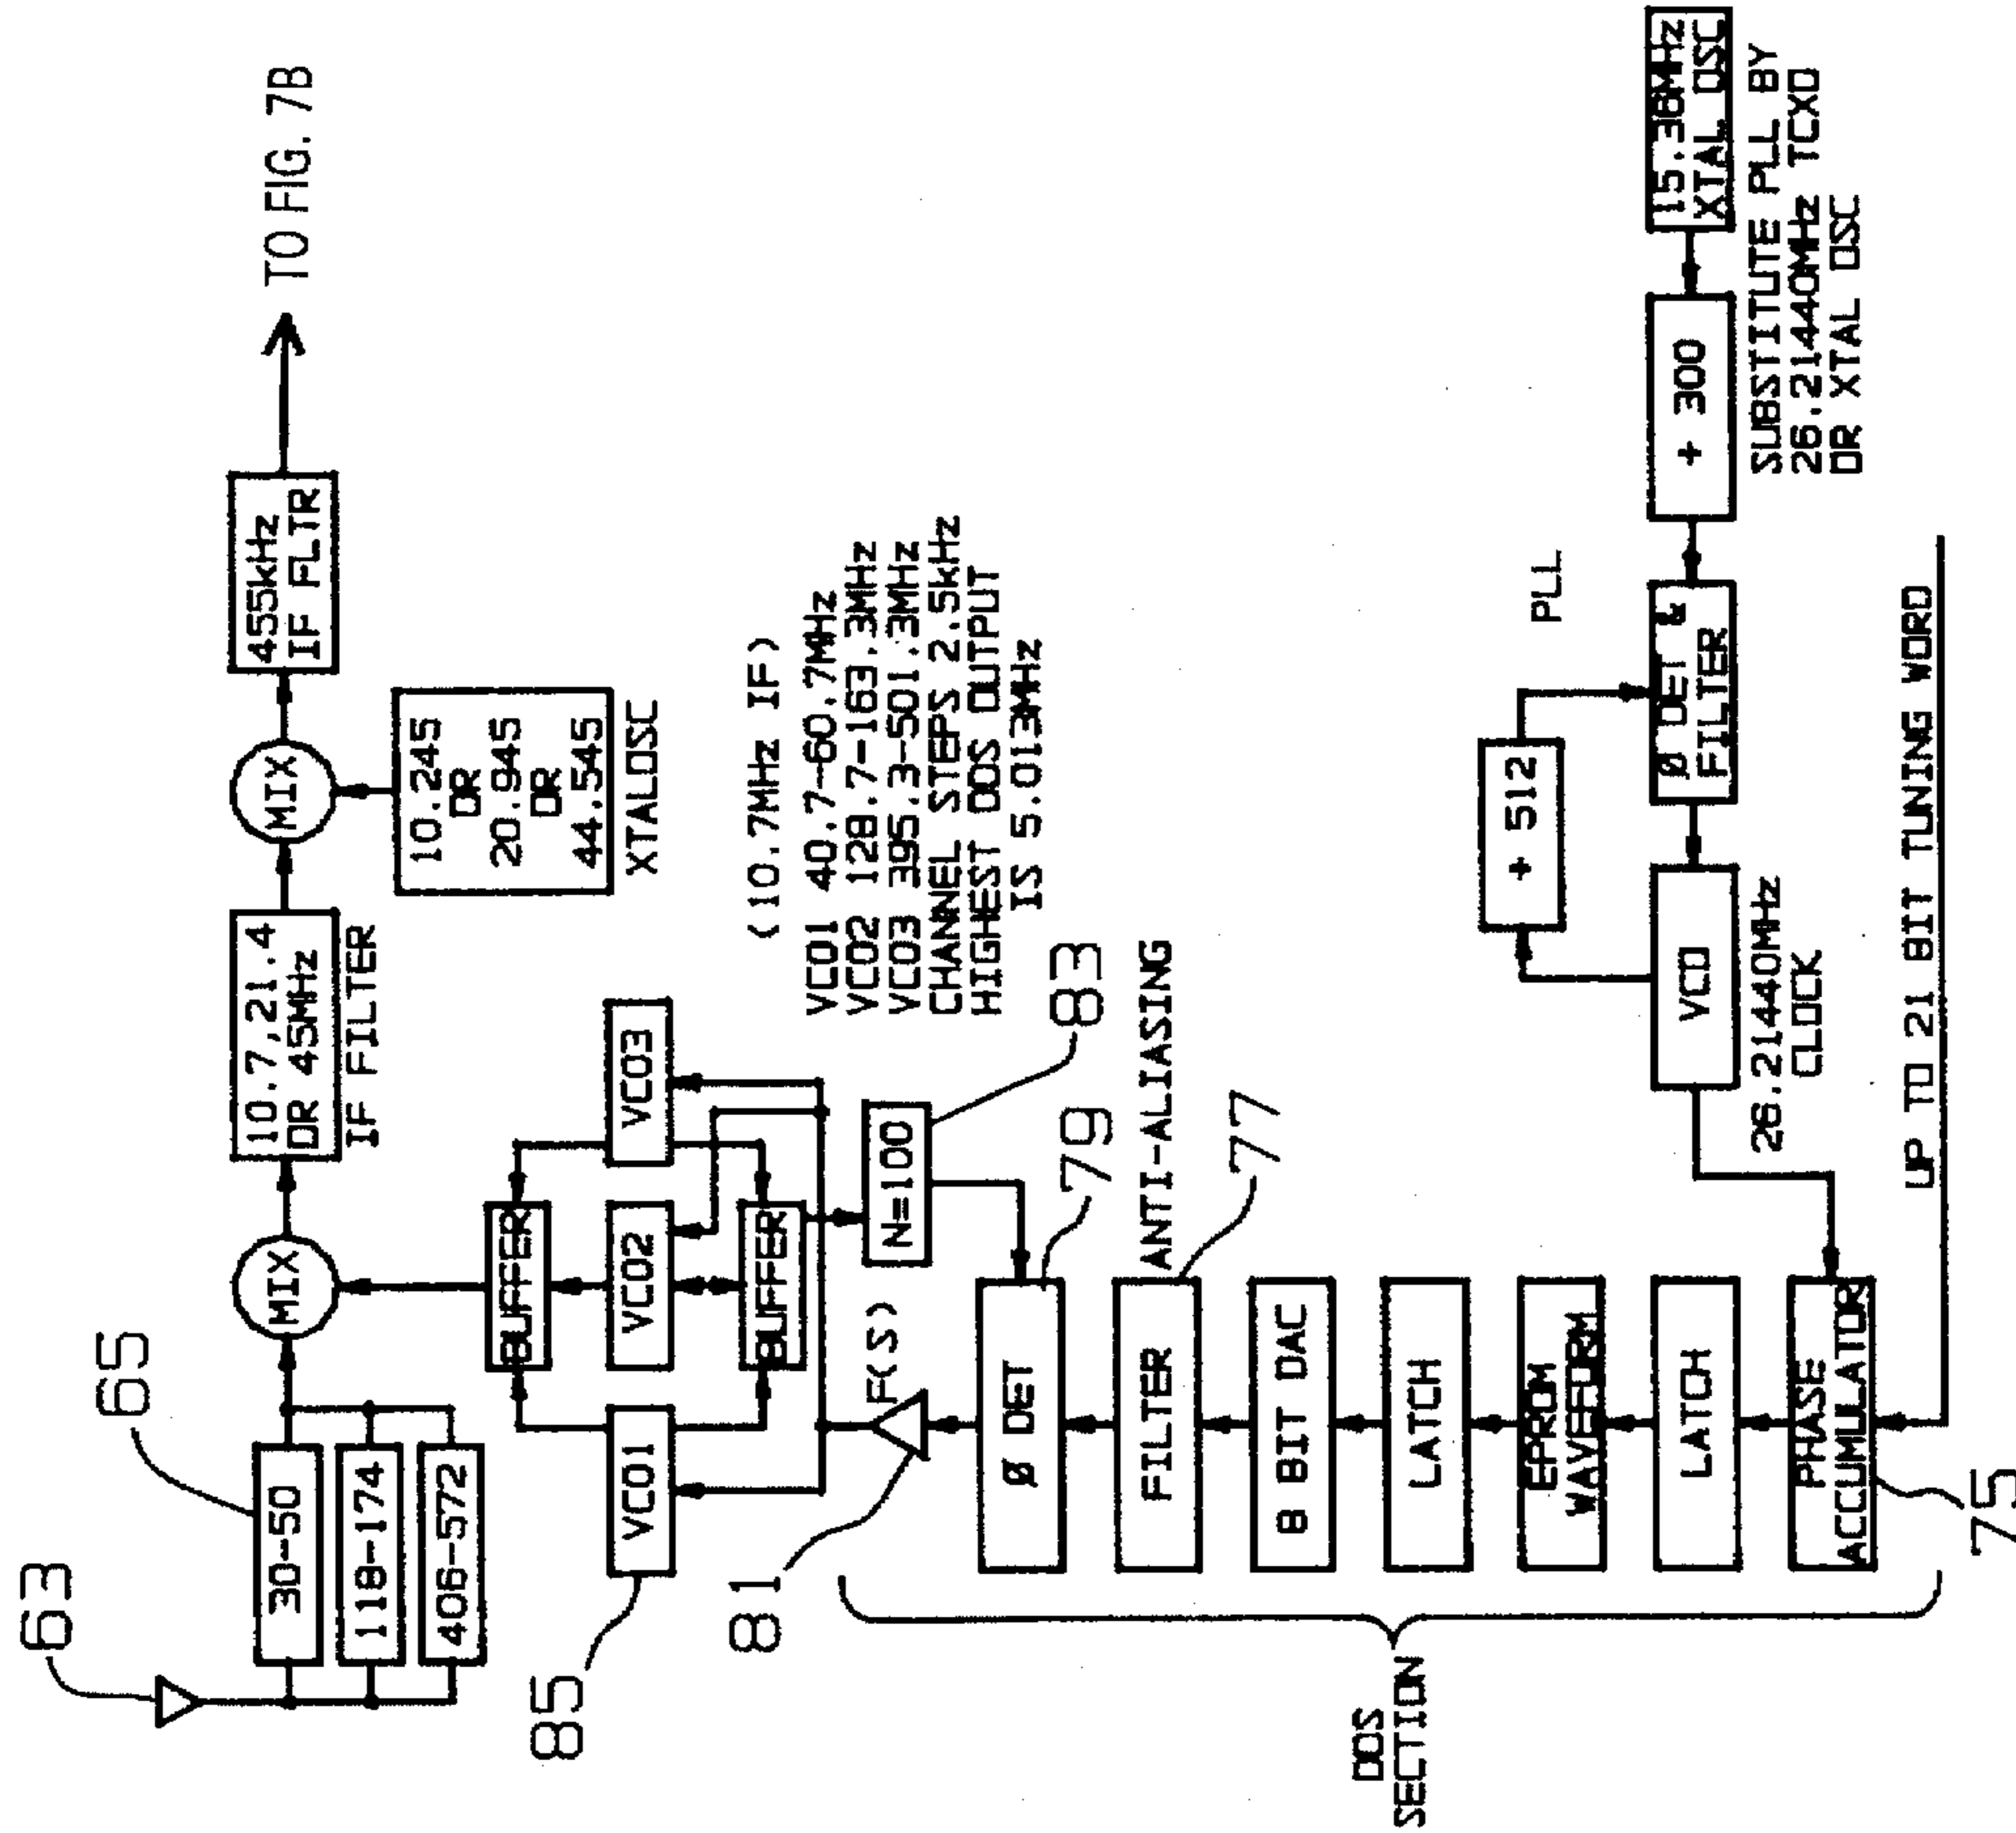 63
65
30-50
118-174
406-572
MIX
10.7,21.4
OR 45MHz
IF FILTER
MIX
455kHz
IF FLTR
TO FIG. 7B
10.245
OR
20.945
OR
44.545
XTALOSC
BUFFER
VCO1
VCO2
VCO3
BUFFER
85
81
F(S)
N=100
83
(10.7MHz IF)
VCO1 40.7-60.7MHz
VCO2 128.7-163.3MHz
VCO3 395.3-501.3MHz
CHANNEL STEPS 2.5kHz
HIGHEST DDS OUTPUT
IS 5.013MHz
Ø DET
79
FILTER
ANTI-ALIASING
77
8 BIT DAC
LATCH
EPROM
WAVEFORM
LATCH
PHASE
ACCUMULATOR
75
DDS
SECTION
+ 512
PLL
VCO
26.21440MHz
CLOCK
Ø DET &
FILTER
+ 300
15.36MHz
XTAL OSC
SUBSTITUTE PLL BY
26.21440MHz TCXO
OR XTAL OSC
UP TO 21 BIT TUNING WORD